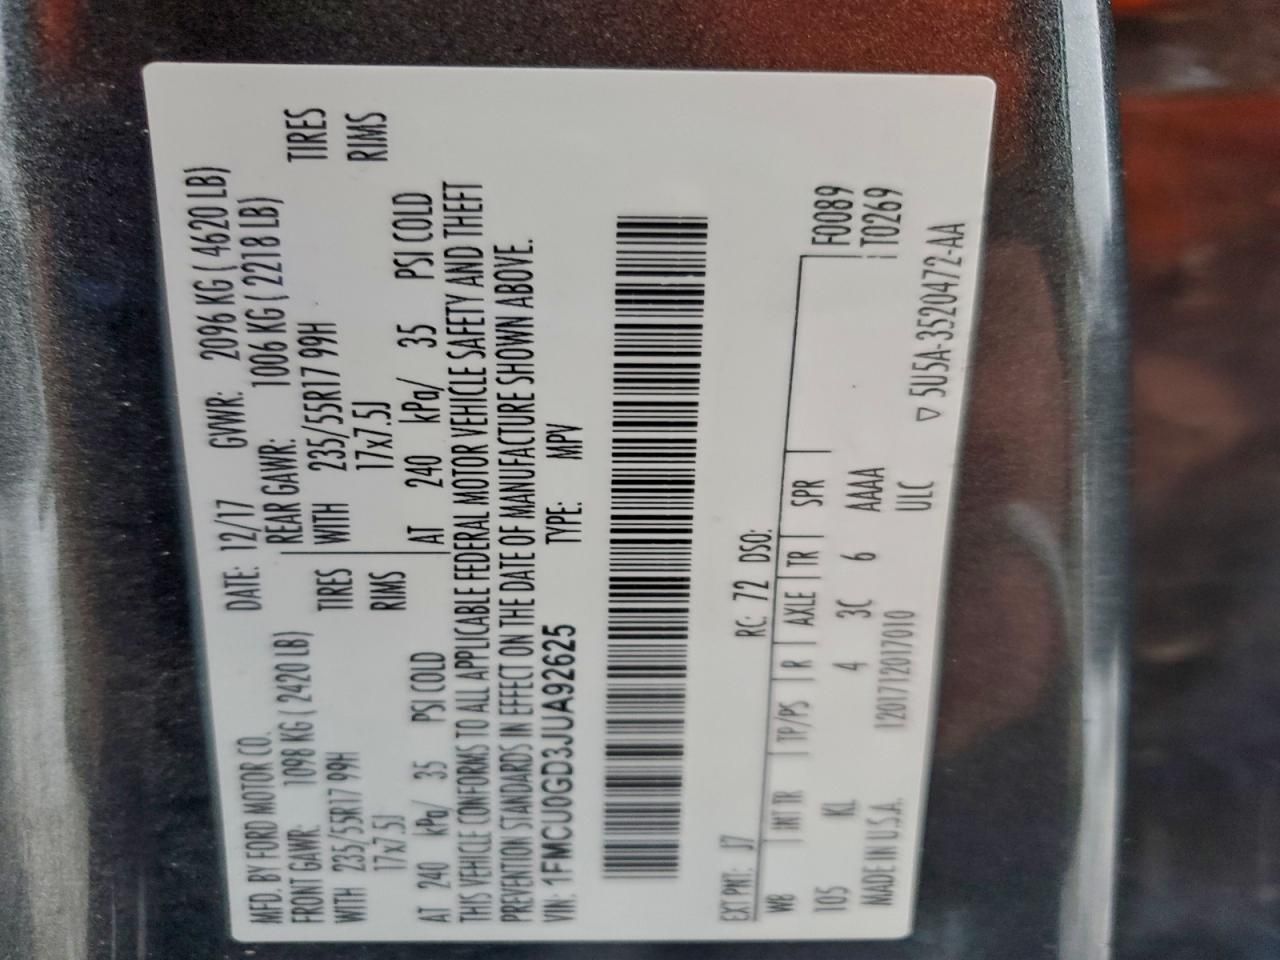 MFD. BY FORD MOTOR CO. DATE: 12/17 GVWR: 2096 KG ( 4620 LB)
FRONT GAWR: 1098 KG ( 2420 LB) REAR GAWR: 1006 KG ( 2218 LB)
WITH 235/55R17 99H TIRES WITH 235/55R17 99H TIRES
17x7.5J RIMS 17x7.5J RIMS
AT 240 kPa/ 35 PSI COLD AT 240 kPa/ 35 PSI COLD
THIS VEHICLE CONFORMS TO ALL APPLICABLE FEDERAL MOTOR VEHICLE SAFETY AND THEFT
PREVENTION STANDARDS IN EFFECT ON THE DATE OF MANUFACTURE SHOWN ABOVE.
VIN: 1FMCU0GD3JUA92625 TYPE: MPV
EXT PNT: J7 RC: 72 DSO:
WB INT TR TP/PS R AXLE TR SPR F0089
105 KL 4 3C 6 AAAA T0269
MADE IN U.S.A. 1201712017010 ULC
▽ 5U5A-3520472-AA